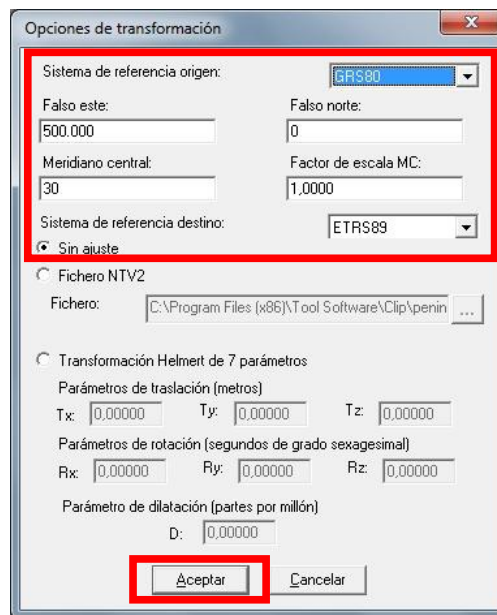 Opciones de transformación
Sistema de referencia origen: GRS80
Falso este: Falso norte:
500.000 0
Meridiano central: Factor de escala MC:
30 1,0000
Sistema de referencia destino: ETRS89
Sin ajuste
Fichero NTV2
Fichero: C:\Program Files (x86)\Tool Software\Clip\penin ...
Transformación Helmert de 7 parámetros
Parámetros de traslación (metros)
Tx: 0,00000 Ty: 0,00000 Tz: 0,00000
Parámetros de rotación (segundos de grado sexagesimal)
Rx: 0,00000 Ry: 0,00000 Rz: 0,00000
Parámetro de dilatación (partes por millón)
D: 0,00000
Aceptar Cancelar